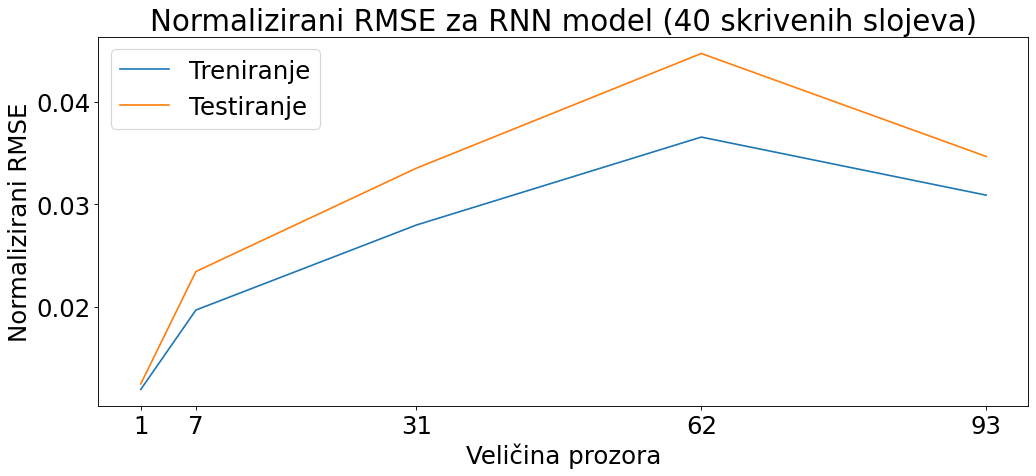 Normalizirani RMSE za RNN model (40 skrivenih slojeva)
Treniranje
Testiranje
Normalizirani RMSE
0.04
0.03
0.02
1 7 31 62 93
Veličina prozora